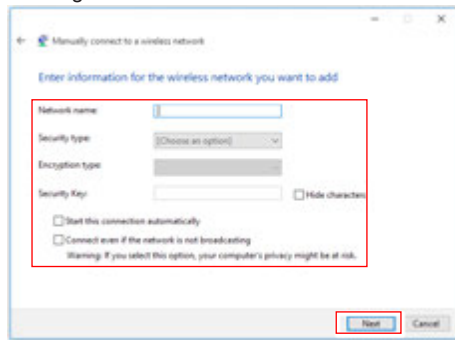 Manually connect to a wireless network
Enter information for the wireless network you want to add
Network name:
Security type:
[Choose an option]
Encryption type:
Security Key:
Hide characters
Start this connection automatically
Connect even if the network is not broadcasting
Warning: If you select this option, your computer's privacy might be at risk.
Next
Cancel